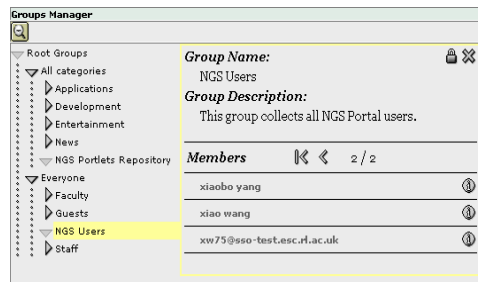 Groups Manager
Root Groups
All categories
Applications
Development
Entertainment
News
NGS Portlets Repository
Everyone
Faculty
Guests
NGS Users
Staff
Group Name:
NGS Users
Group Description:
This group collects all NGS Portal users.
Members 2 / 2
xiaobo yang
xiao wang
xw75@sso-test.esc.rl.ac.uk